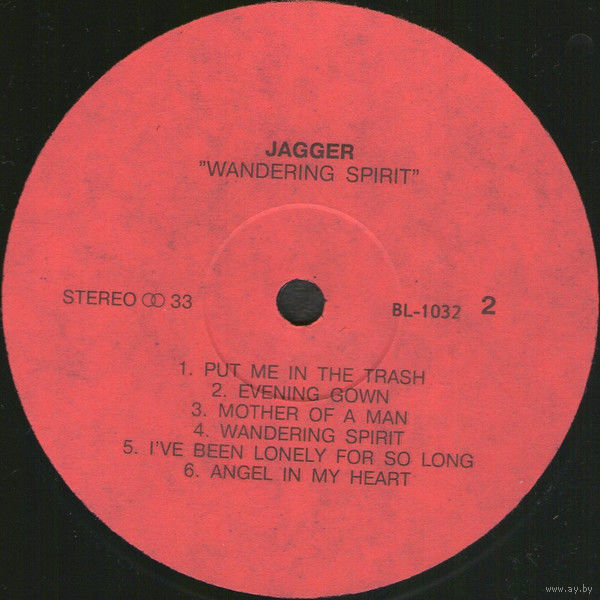 JAGGER
”WANDERING SPIRIT”
STEREO 33 BL-1032 2
1. PUT ME IN THE TRASH
2. EVENING GOWN
3. MOTHER OF A MAN
4. WANDERING SPIRIT
5. I'VE BEEN LONELY FOR SO LONG
6. ANGEL IN MY HEART
www.ay.by